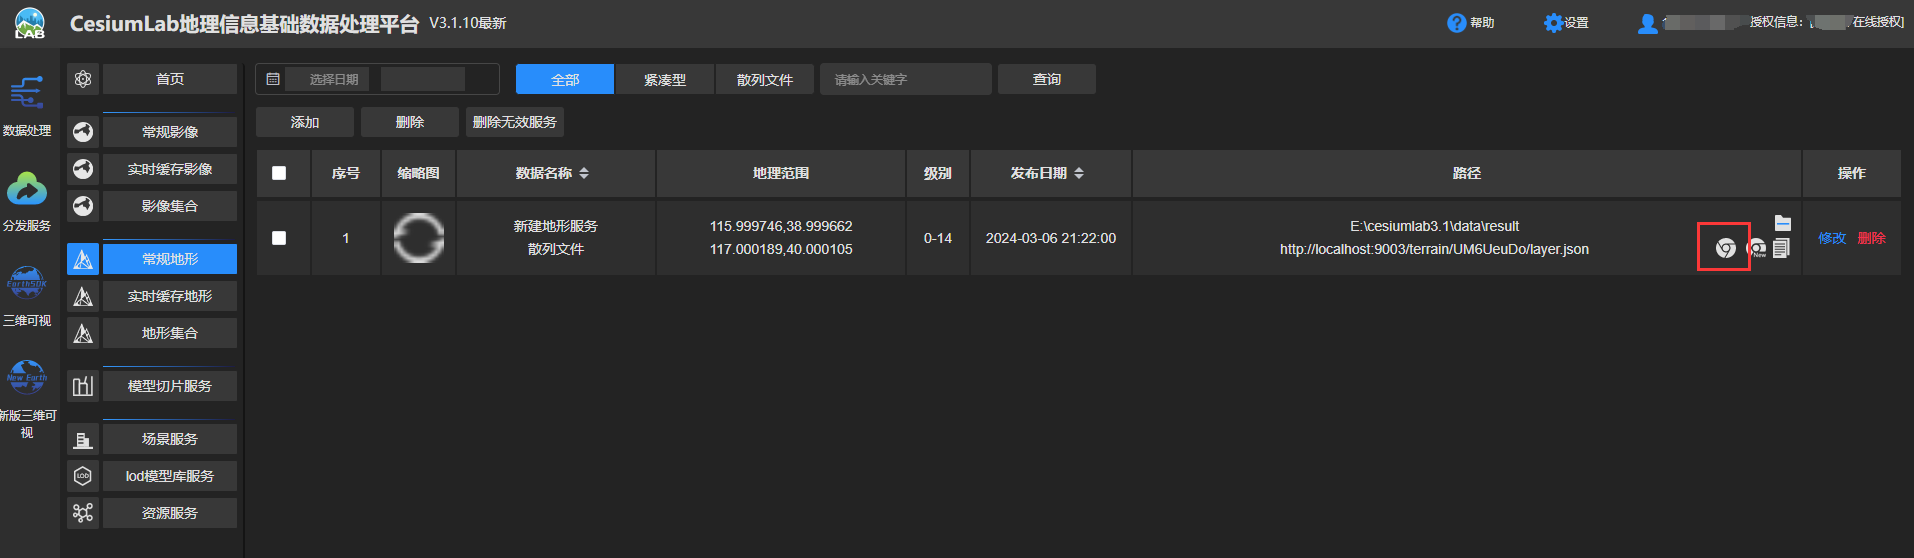 LAB
CesiumLab地理信息基础数据处理平台 V3.1.10最新
帮助
设置
授权信息：
在线授权]
数据处理
分发服务
EarthSDK
三维可视
New Earth
新版三维可视
首页
常规影像
实时缓存影像
影像集合
常规地形
实时缓存地形
地形集合
模型切片服务
场景服务
LOD
lod模型库服务
资源服务
选择日期
全部
紧凑型
散列文件
请输入关键字
查询
添加
删除
删除无效服务
序号 缩略图 数据名称 地理范围 级别 发布日期 路径 操作
1
新建地形服务
散列文件
115.999746,38.999662
117.000189,40.000105
0-14
2024-03-06 21:22:00
E:\cesiumlab3.1\data\result
http://localhost:9003/terrain/UM6UeuDo/layer.json
New
修改 删除